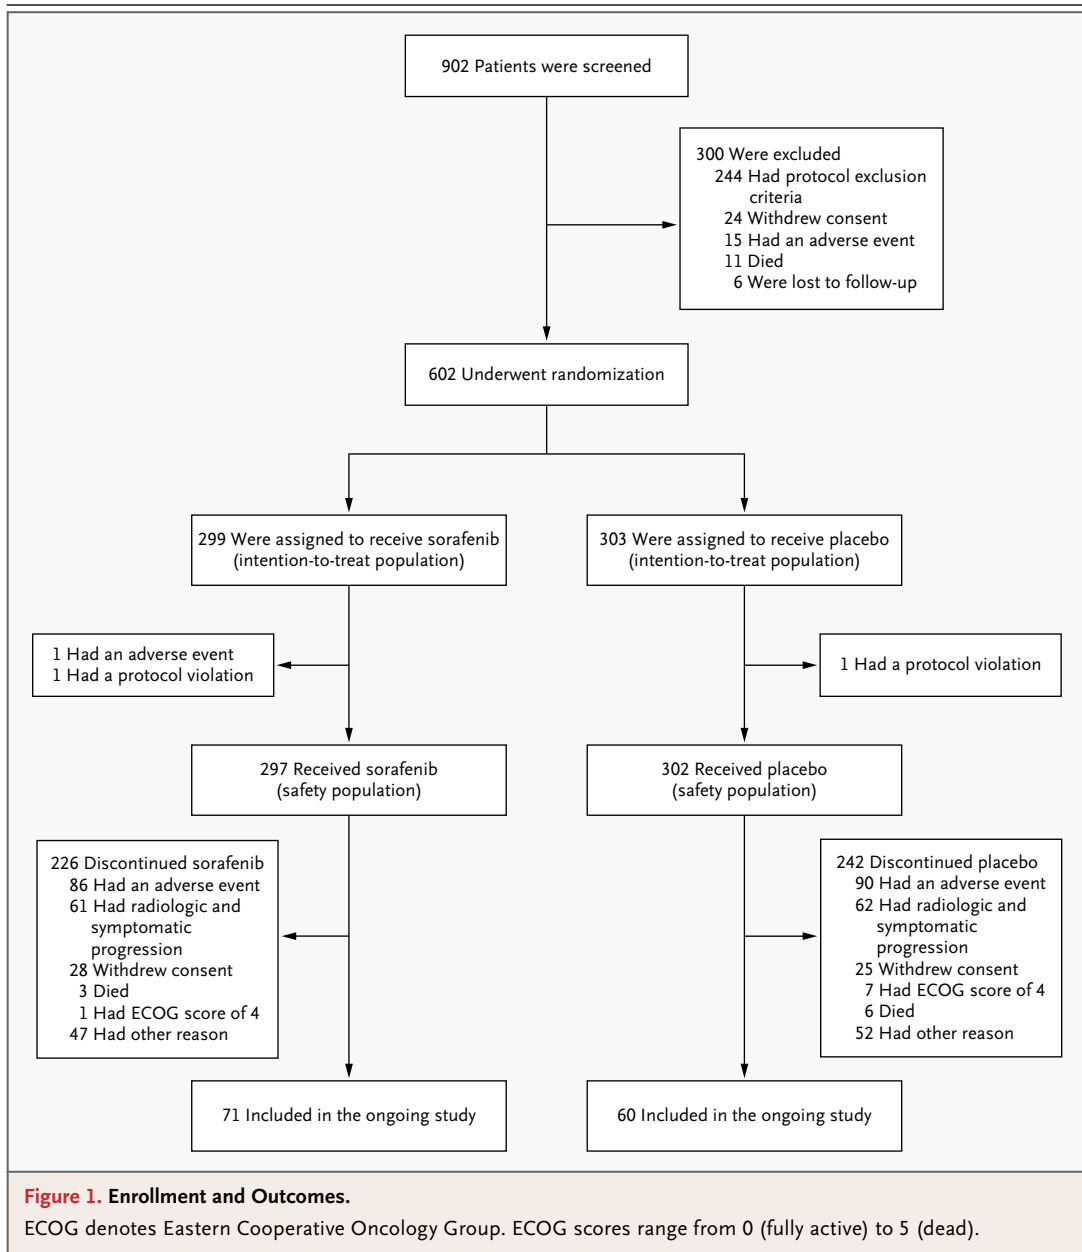 902 Patients were screened
300 Were excluded
244 Had protocol exclusion
criteria
24 Withdrew consent
15 Had an adverse event
11 Died
6 Were lost to follow-up
602 Underwent randomization
299 Were assigned to receive sorafenib
(intention-to-treat population)
303 Were assigned to receive placebo
(intention-to-treat population)
1 Had an adverse event
1 Had a protocol violation
1 Had a protocol violation
297 Received sorafenib
(safety population)
302 Received placebo
(safety population)
226 Discontinued sorafenib
86 Had an adverse event
61 Had radiologic and
symptomatic
progression
28 Withdrew consent
3 Died
1 Had ECOG score of 4
47 Had other reason
242 Discontinued placebo
90 Had an adverse event
62 Had radiologic and
symptomatic
progression
25 Withdrew consent
7 Had ECOG score of 4
6 Died
52 Had other reason
71 Included in the ongoing study
60 Included in the ongoing study
Figure 1. Enrollment and Outcomes.
ECOG denotes Eastern Cooperative Oncology Group. ECOG scores range from 0 (fully active) to 5 (dead).